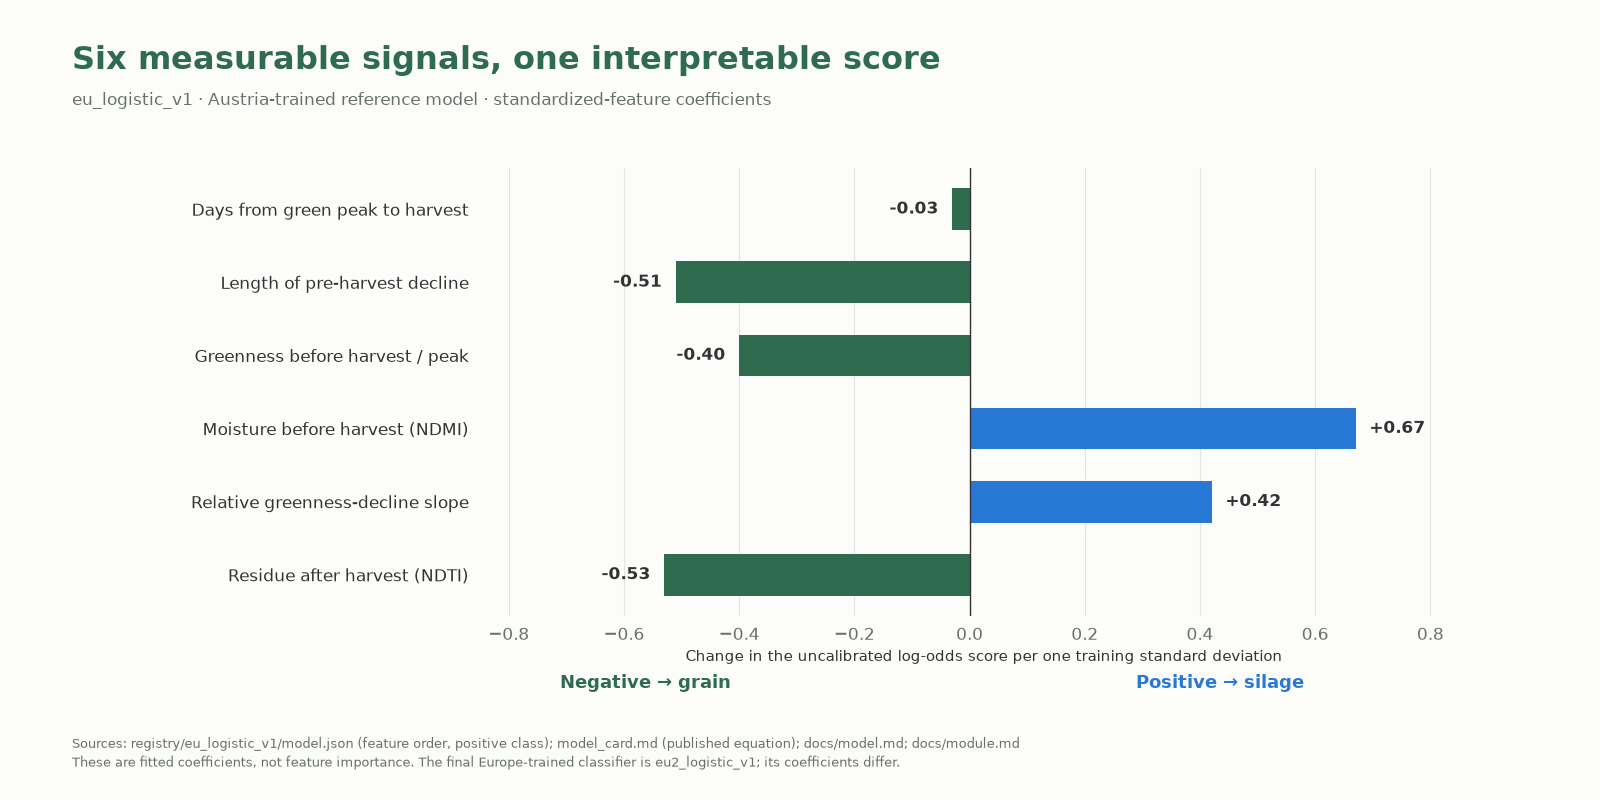 Six measurable signals, one interpretable score
eu_logistic_v1 · Austria-trained reference model · standardized-feature coefficients
Days from green peak to harvest
-0.03
Length of pre-harvest decline
-0.51
Greenness before harvest / peak
-0.40
Moisture before harvest (NDMI)
+0.67
Relative greenness-decline slope
+0.42
Residue after harvest (NDTI)
-0.53
−0.8 −0.6 −0.4 −0.2 0.0 0.2 0.4 0.6 0.8
Change in the uncalibrated log-odds score per one training standard deviation
Negative → grain
Positive → silage
Sources: registry/eu_logistic_v1/model.json (feature order, positive class); model_card.md (published equation); docs/model.md; docs/module.md
These are fitted coefficients, not feature importance. The final Europe-trained classifier is eu2_logistic_v1; its coefficients differ.